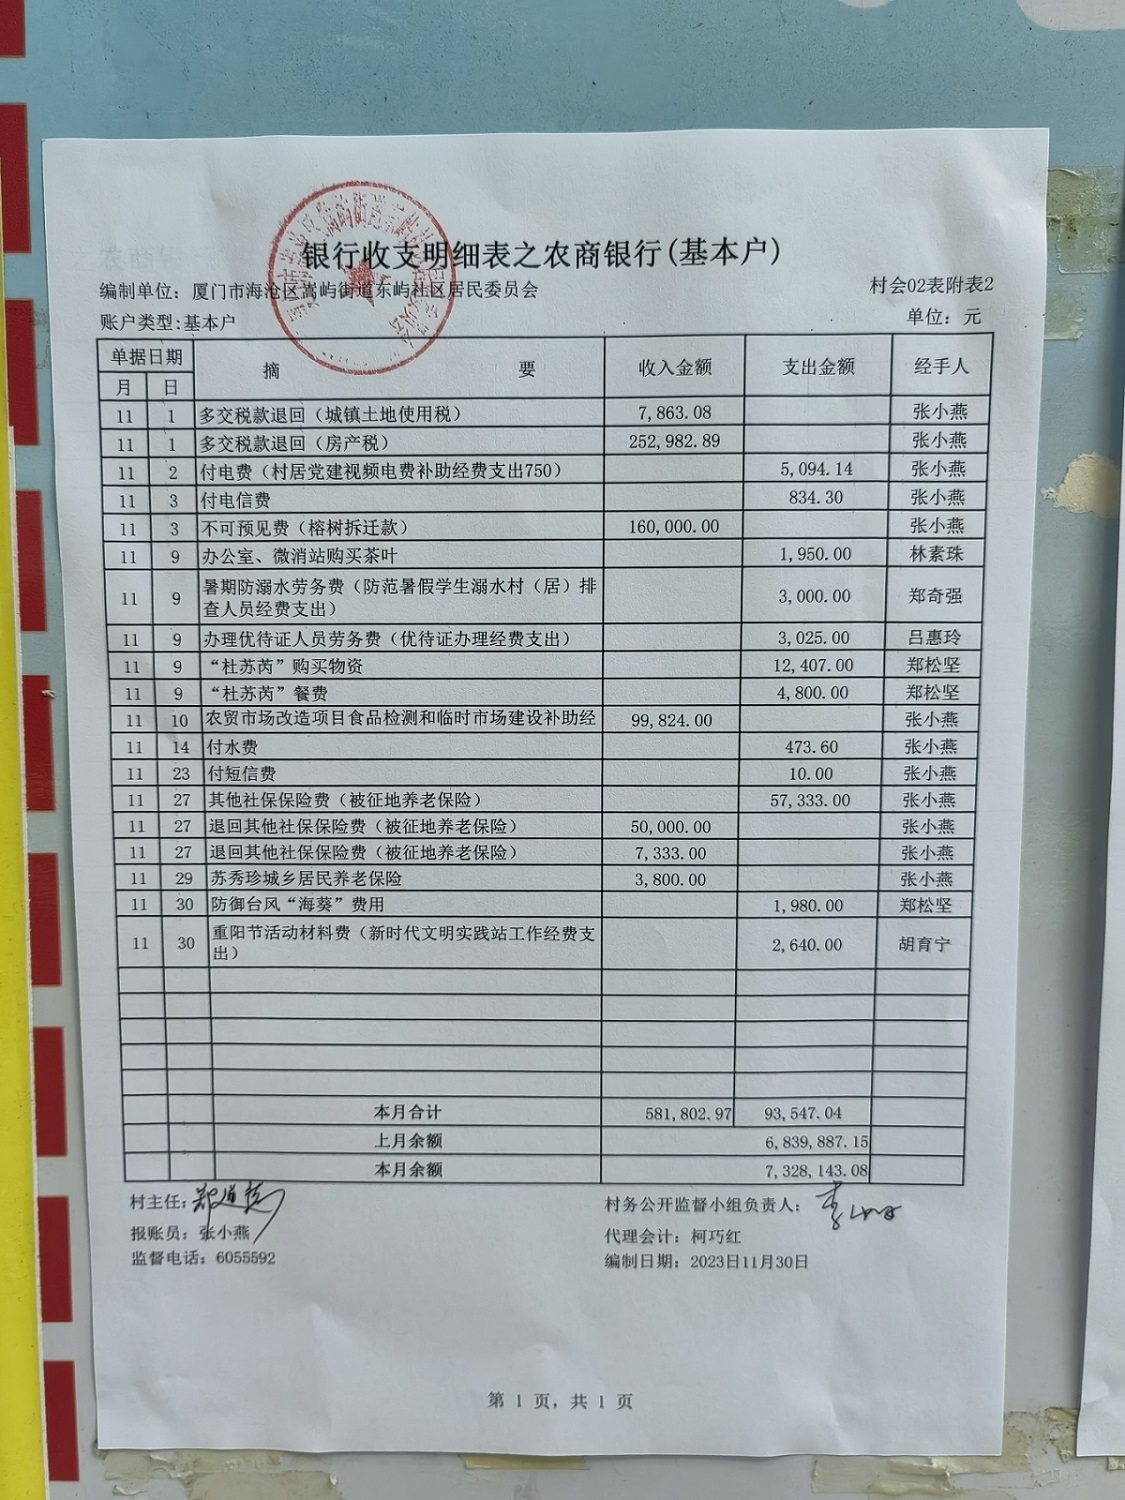 银行收支明细表之农商银行(基本户)
编制单位：厦门市海沧区嵩屿街道东屿社区居民委员会 村会02表附表2
账户类型:基本户 单位：元
单据日期 摘 要 收入金额 支出金额 经手人
月 日
11 1 多交税款退回（城镇土地使用税） 7,863.08 张小燕
11 1 多交税款退回（房产税） 252,982.89 张小燕
11 2 付电费（村居党建视频电费补助经费支出750） 5,094.14 张小燕
11 3 付电信费 834.30 张小燕
11 3 不可预见费（榕树拆迁款） 160,000.00 张小燕
11 9 办公室、微消站购买茶叶 1,950.00 林素珠
11 9 暑期防溺水劳务费（防范暑假学生溺水村（居）排
查人员经费支出） 3,000.00 郑奇强
11 9 办理优待证人员劳务费（优待证办理经费支出） 3,025.00 吕惠玲
11 9 “杜苏芮”购买物资 12,407.00 郑松坚
11 9 “杜苏芮”餐费 4,800.00 郑松坚
11 10 农贸市场改造项目食品检测和临时市场建设补助经 99,824.00 张小燕
11 14 付水费 473.60 张小燕
11 23 付短信费 10.00 张小燕
11 27 其他社保保险费（被征地养老保险） 57,333.00 张小燕
11 27 退回其他社保保险费（被征地养老保险） 50,000.00 张小燕
11 27 退回其他社保保险费（被征地养老保险） 7,333.00 张小燕
11 29 苏秀珍城乡居民养老保险 3,800.00 张小燕
11 30 防御台风“海葵”费用 1,980.00 郑松坚
11 30 重阳节活动材料费（新时代文明实践站工作经费支
出） 2,640.00 胡育宁
本月合计 581,802.97 93,547.04
上月余额 6,839,887.15
本月余额 7,328,143.08
村主任： 村务公开监督小组负责人：
报账员：张小燕 代理会计：柯巧红
监督电话：6055592 编制日期：2023日11月30日
第 1 页，共 1 页